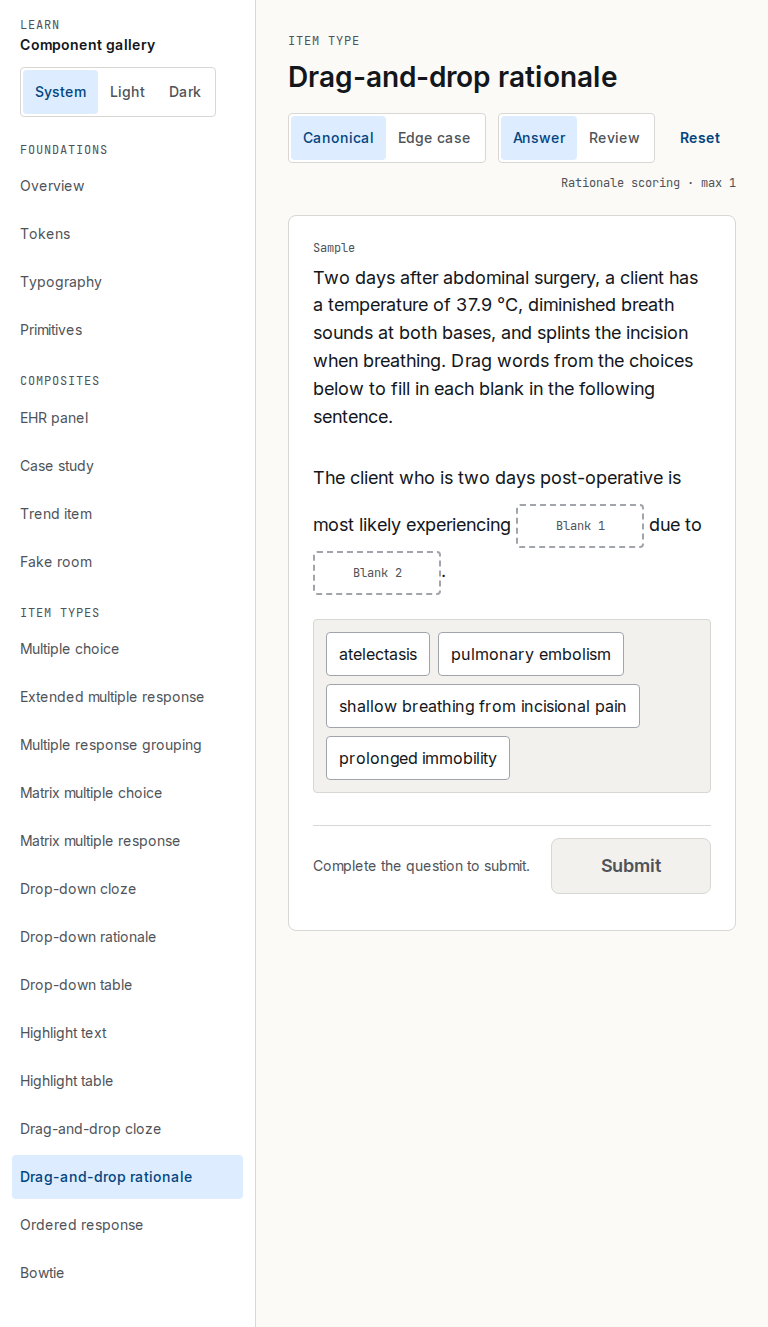 LEARN
Component gallery
System
Light
Dark
FOUNDATIONS
Overview
Tokens
Typography
Primitives
COMPOSITES
EHR panel
Case study
Trend item
Fake room
ITEM TYPES
Multiple choice
Extended multiple response
Multiple response grouping
Matrix multiple choice
Matrix multiple response
Drop-down cloze
Drop-down rationale
Drop-down table
Highlight text
Highlight table
Drag-and-drop cloze
Drag-and-drop rationale
Ordered response
Bowtie
ITEM TYPE
Drag-and-drop rationale
Canonical
Edge case
Answer
Review
Reset
Rationale scoring · max 1
Sample
Two days after abdominal surgery, a client has
a temperature of 37.9 °C, diminished breath
sounds at both bases, and splints the incision
when breathing. Drag words from the choices
below to fill in each blank in the following
sentence.
The client who is two days post-operative is
most likely experiencing Blank 1 due to
Blank 2.
atelectasis
pulmonary embolism
shallow breathing from incisional pain
prolonged immobility
Complete the question to submit.
Submit